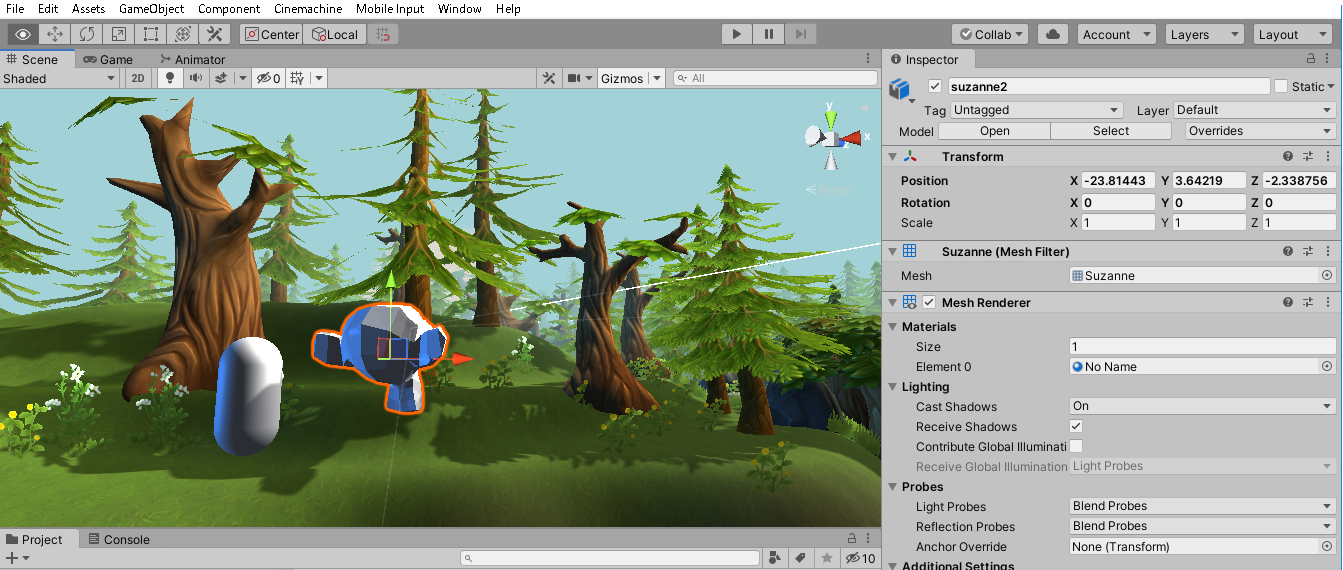 File Edit Assets GameObject Component Cinemachine Mobile Input Window Help
Center Local Collab Account Layers Layout
Scene Game Animator
Shaded 2D 0 Gizmos All
y
x
Persp
Project Console
10
Inspector
suzanne2 Static
Tag Untagged Layer Default
Model Open Select Overrides
Transform
Position X -23.81443 Y 3.64219 Z -2.338756
Rotation X 0 Y 0 Z 0
Scale X 1 Y 1 Z 1
Suzanne (Mesh Filter)
Mesh Suzanne
Mesh Renderer
Materials
Size 1
Element 0 No Name
Lighting
Cast Shadows On
Receive Shadows
Contribute Global Illuminati
Receive Global Illumination Light Probes
Probes
Light Probes Blend Probes
Reflection Probes Blend Probes
Anchor Override None (Transform)
Additional Settings